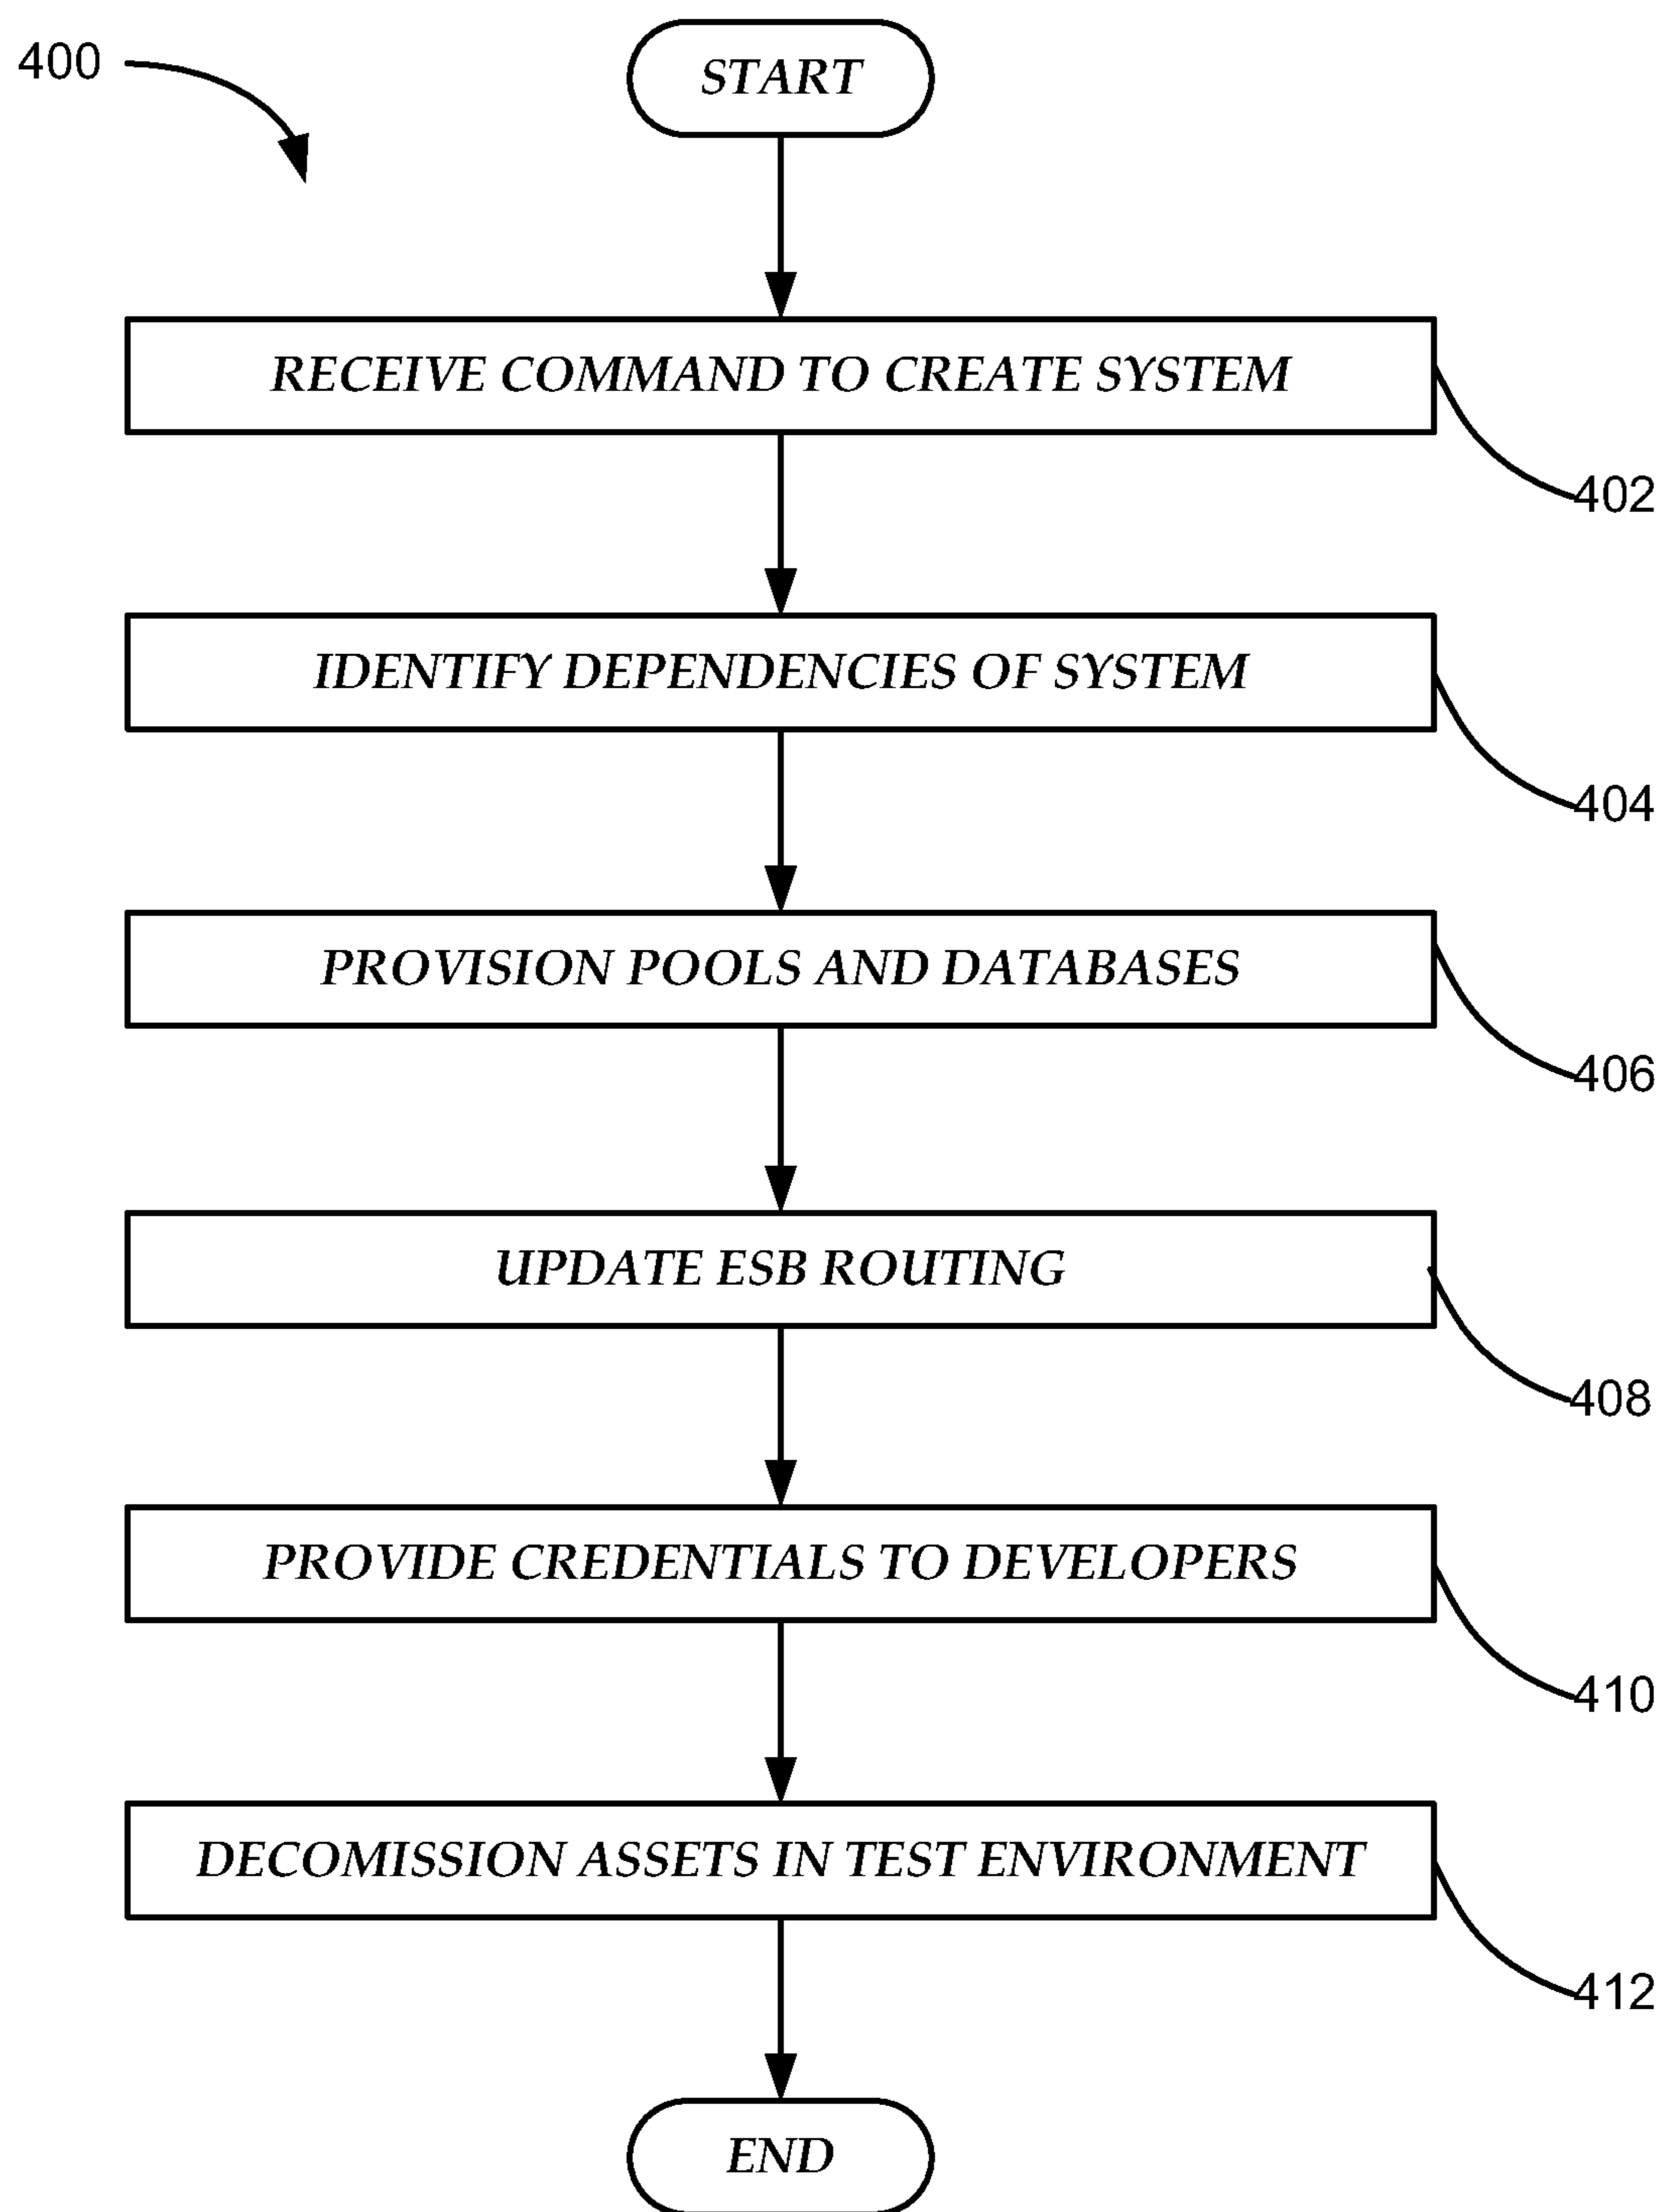 400
START
RECEIVE COMMAND TO CREATE SYSTEM
402
IDENTIFY DEPENDENCIES OF SYSTEM
404
PROVISION POOLS AND DATABASES
406
UPDATE ESB ROUTING
408
PROVIDE CREDENTIALS TO DEVELOPERS
410
DECOMISSION ASSETS IN TEST ENVIRONMENT
412
END